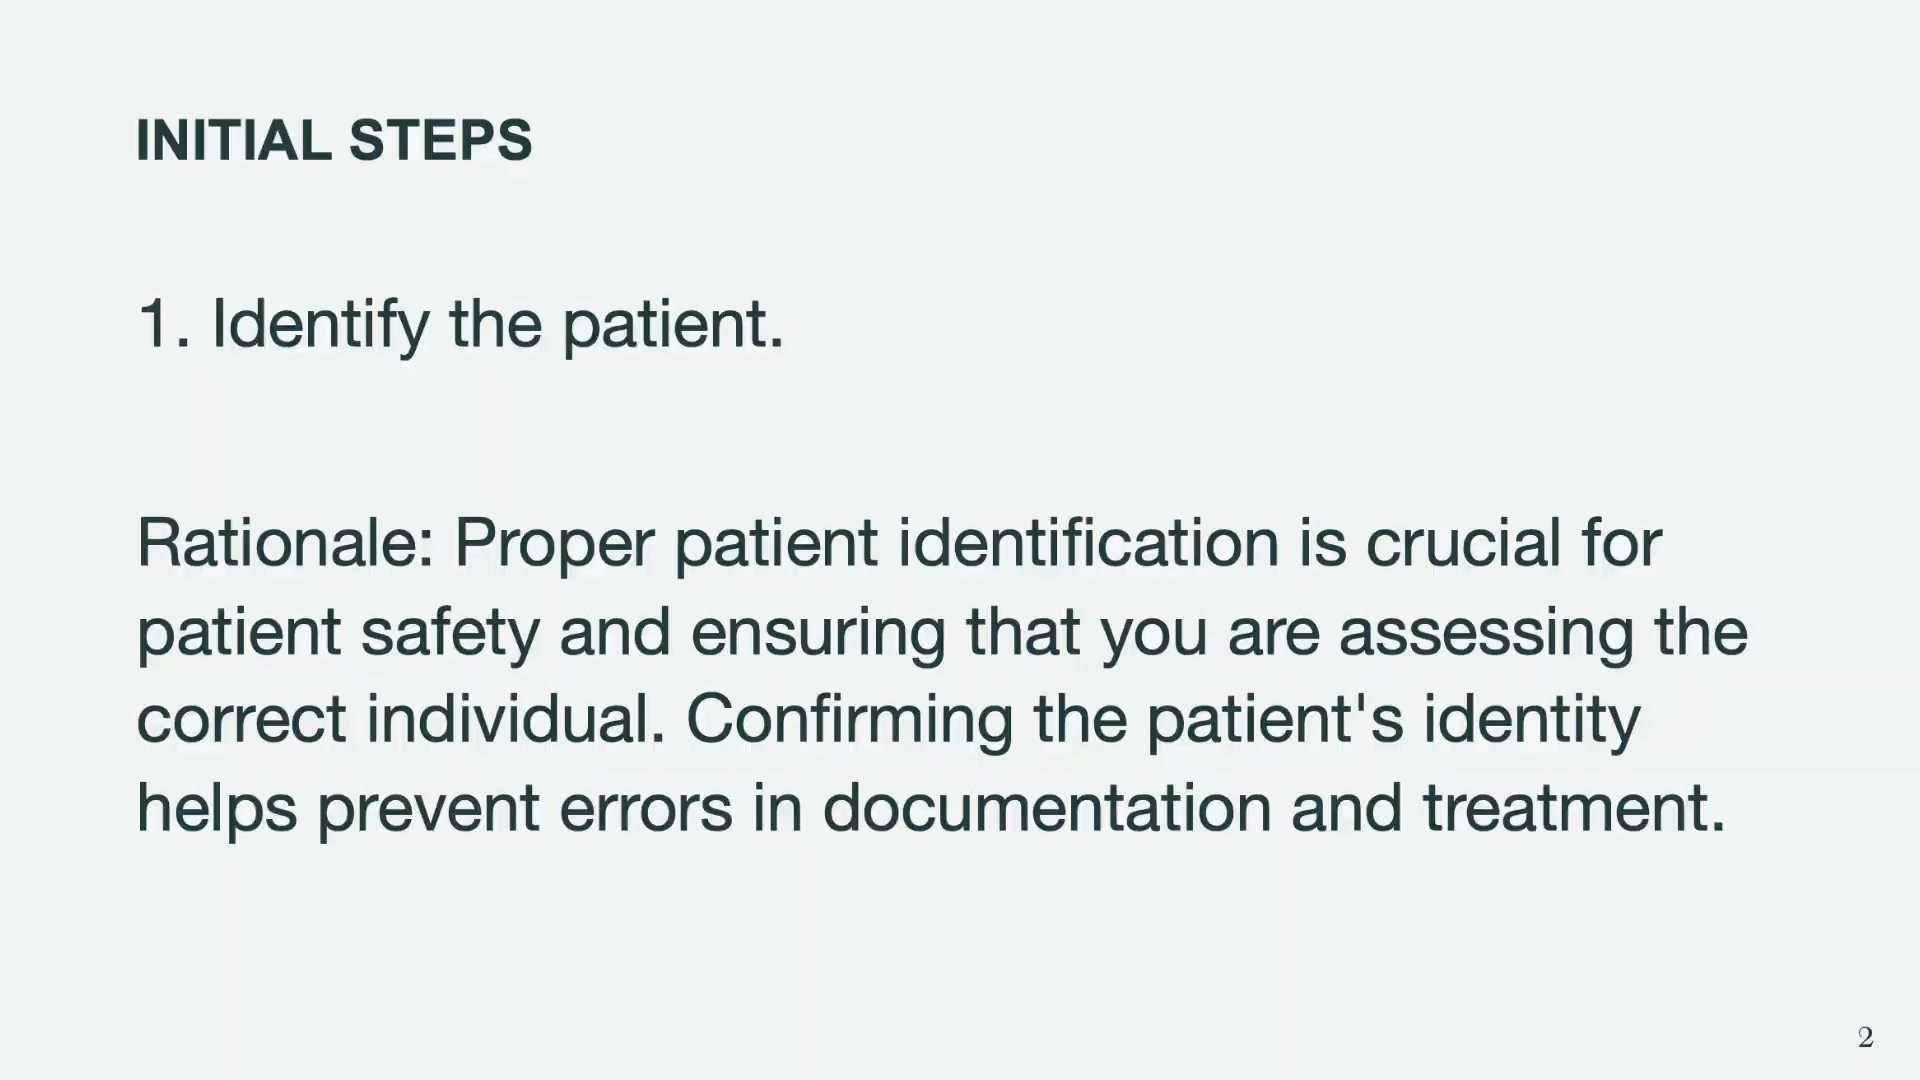 INITIAL STEPS
1. Identify the patient.
Rationale: Proper patient identification is crucial for
patient safety and ensuring that you are assessing the
correct individual. Confirming the patient's identity
helps prevent errors in documentation and treatment.
2